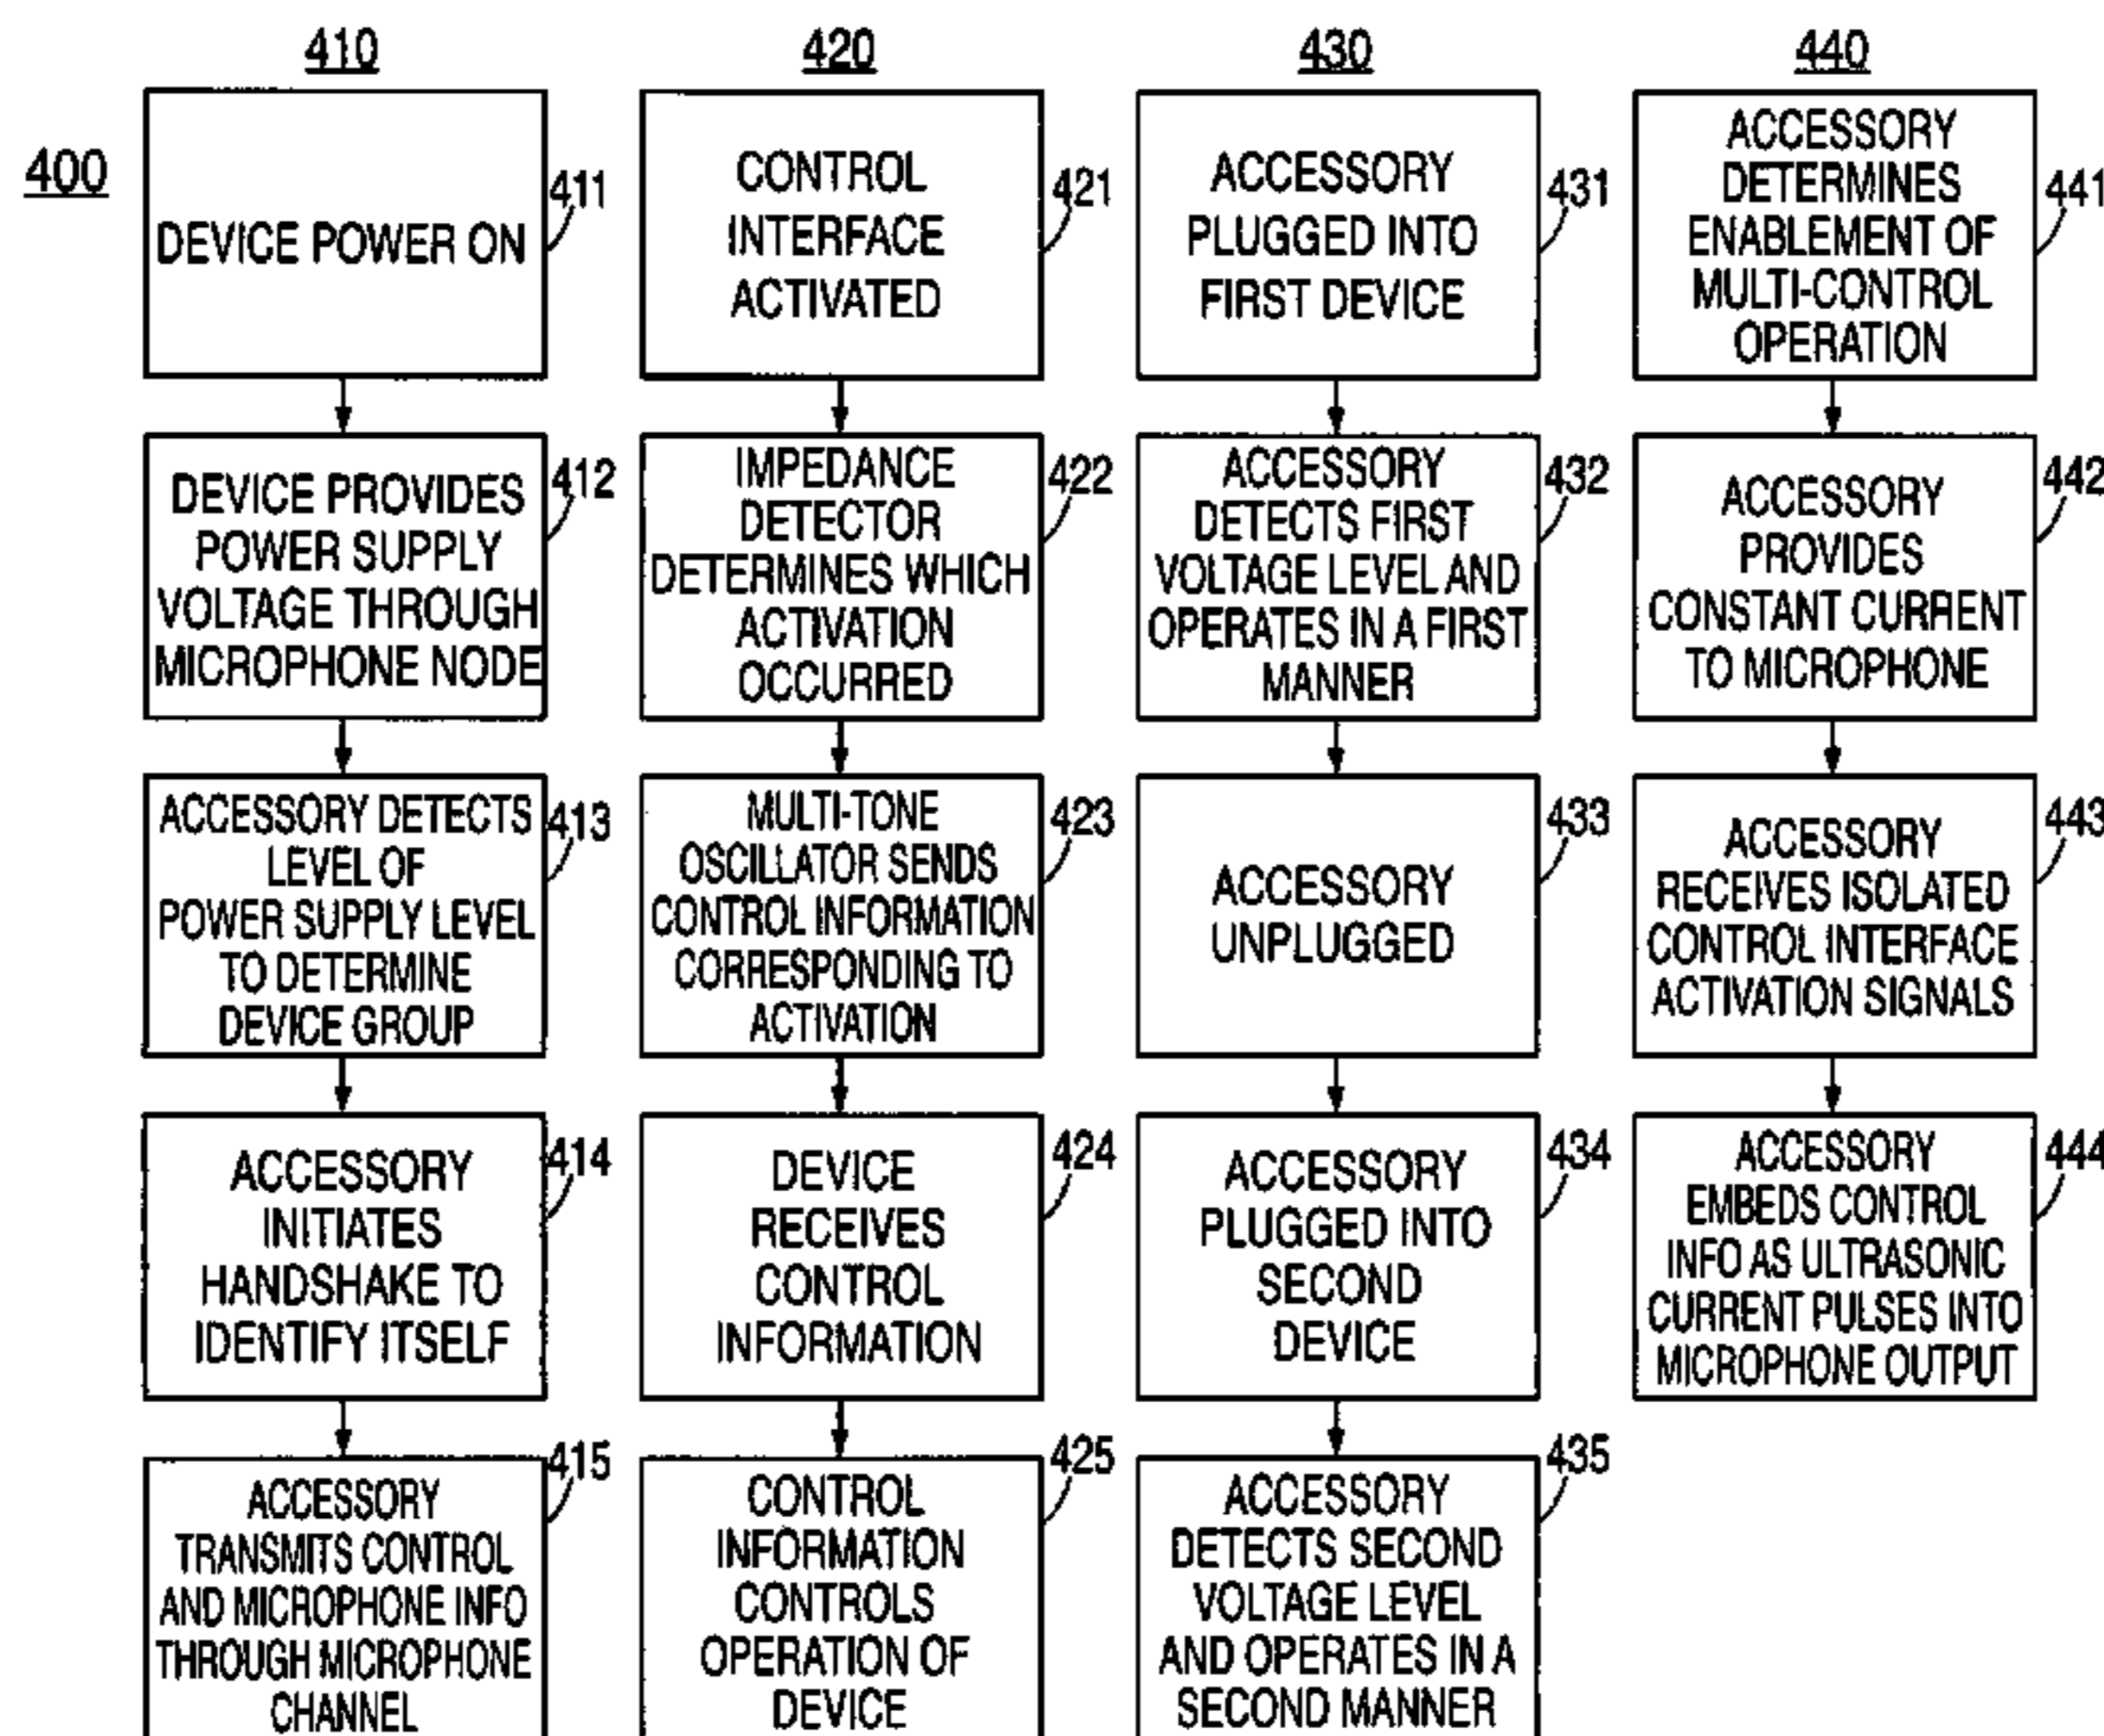 400
410
DEVICE POWER ON
411
DEVICE PROVIDES
POWER SUPPLY
VOLTAGE THROUGH
MICROPHONE NODE
412
ACCESSORY DETECTS
LEVEL OF
POWER SUPPLY LEVEL
TO DETERMINE
DEVICE GROUP
413
ACCESSORY
INITIATES
HANDSHAKE TO
IDENTIFY ITSELF
414
ACCESSORY
TRANSMITS CONTROL
AND MICROPHONE INFO
THROUGH MICROPHONE
CHANNEL
415
420
CONTROL
INTERFACE
ACTIVATED
421
IMPEDANCE
DETECTOR
DETERMINES WHICH
ACTIVATION
OCCURRED
422
MULTI-TONE
OSCILLATOR SENDS
CONTROL INFORMATION
CORRESPONDING TO
ACTIVATION
423
DEVICE
RECEIVES
CONTROL
INFORMATION
424
CONTROL
INFORMATION
CONTROLS
OPERATION OF
DEVICE
425
430
ACCESSORY
PLUGGED INTO
FIRST DEVICE
431
ACCESSORY
DETECTS FIRST
VOLTAGE LEVEL AND
OPERATES IN A FIRST
MANNER
432
ACCESSORY
UNPLUGGED
433
ACCESSORY
PLUGGED INTO
SECOND
DEVICE
434
ACCESSORY
DETECTS SECOND
VOLTAGE LEVEL
AND OPERATES IN A
SECOND MANNER
435
440
ACCESSORY
DETERMINES
ENABLEMENT OF
MULTI-CONTROL
OPERATION
441
ACCESSORY
PROVIDES
CONSTANT CURRENT
TO MICROPHONE
442
ACCESSORY
RECEIVES ISOLATED
CONTROL INTERFACE
ACTIVATION SIGNALS
443
ACCESSORY
EMBEDS CONTROL
INFO AS ULTRASONIC
CURRENT PULSES INTO
MICROPHONE OUTPUT
444